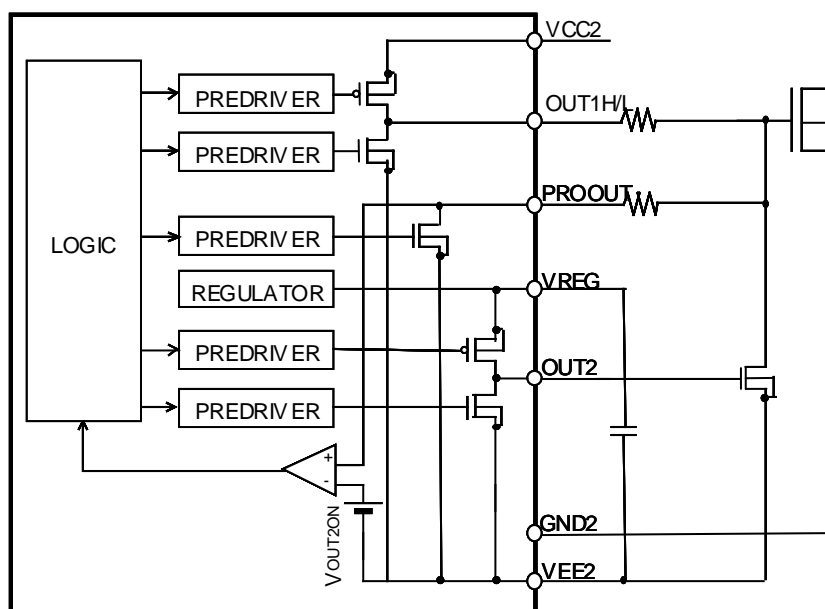 VCC2
PREDRIVER
OUT1H/L
PREDRIVER
PROOUT
LOGIC
PREDRIVER
REGULATOR
VREG
PREDRIVER
OUT2
PREDRIVER
+
-
VOUT2ON
GND2
VEE2